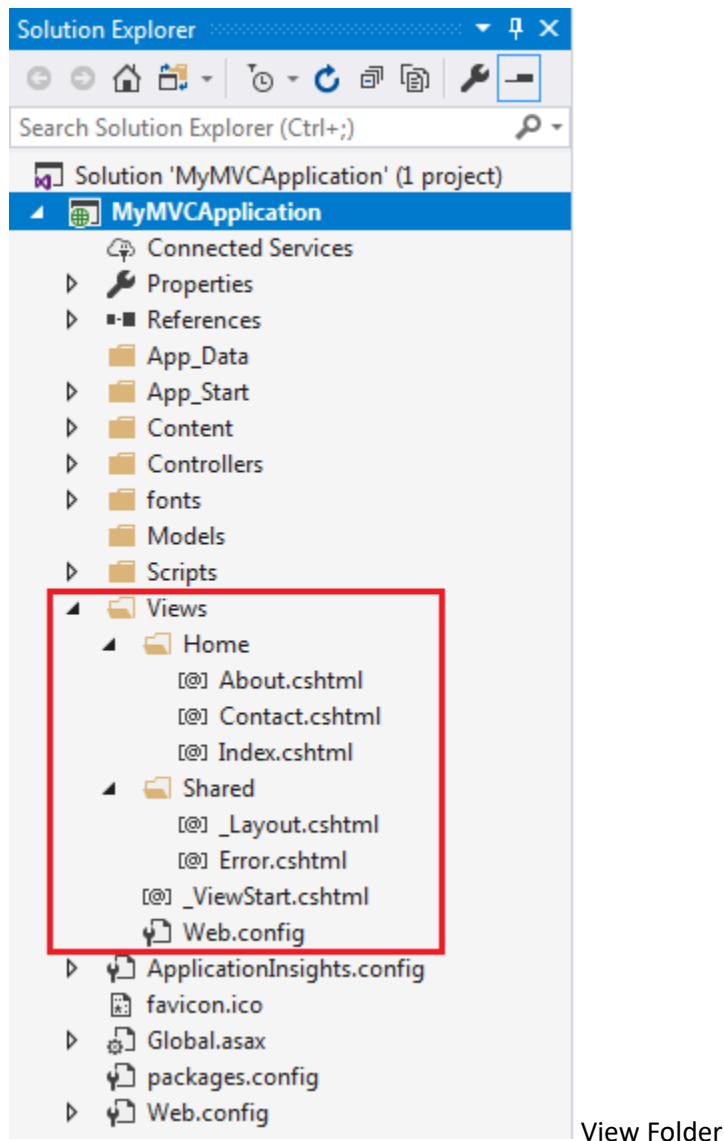 Solution Explorer
Search Solution Explorer (Ctrl+;)
Solution 'MyMVCApplication' (1 project)
MyMVCApplication
Connected Services
Properties
References
App_Data
App_Start
Content
Controllers
fonts
Models
Scripts
Views
Home
[@] About.cshtml
[@] Contact.cshtml
[@] Index.cshtml
Shared
[@] _Layout.cshtml
[@] Error.cshtml
[@] _ViewStart.cshtml
Web.config
ApplicationInsights.config
favicon.ico
Global.asax
packages.config
Web.config
View Folder